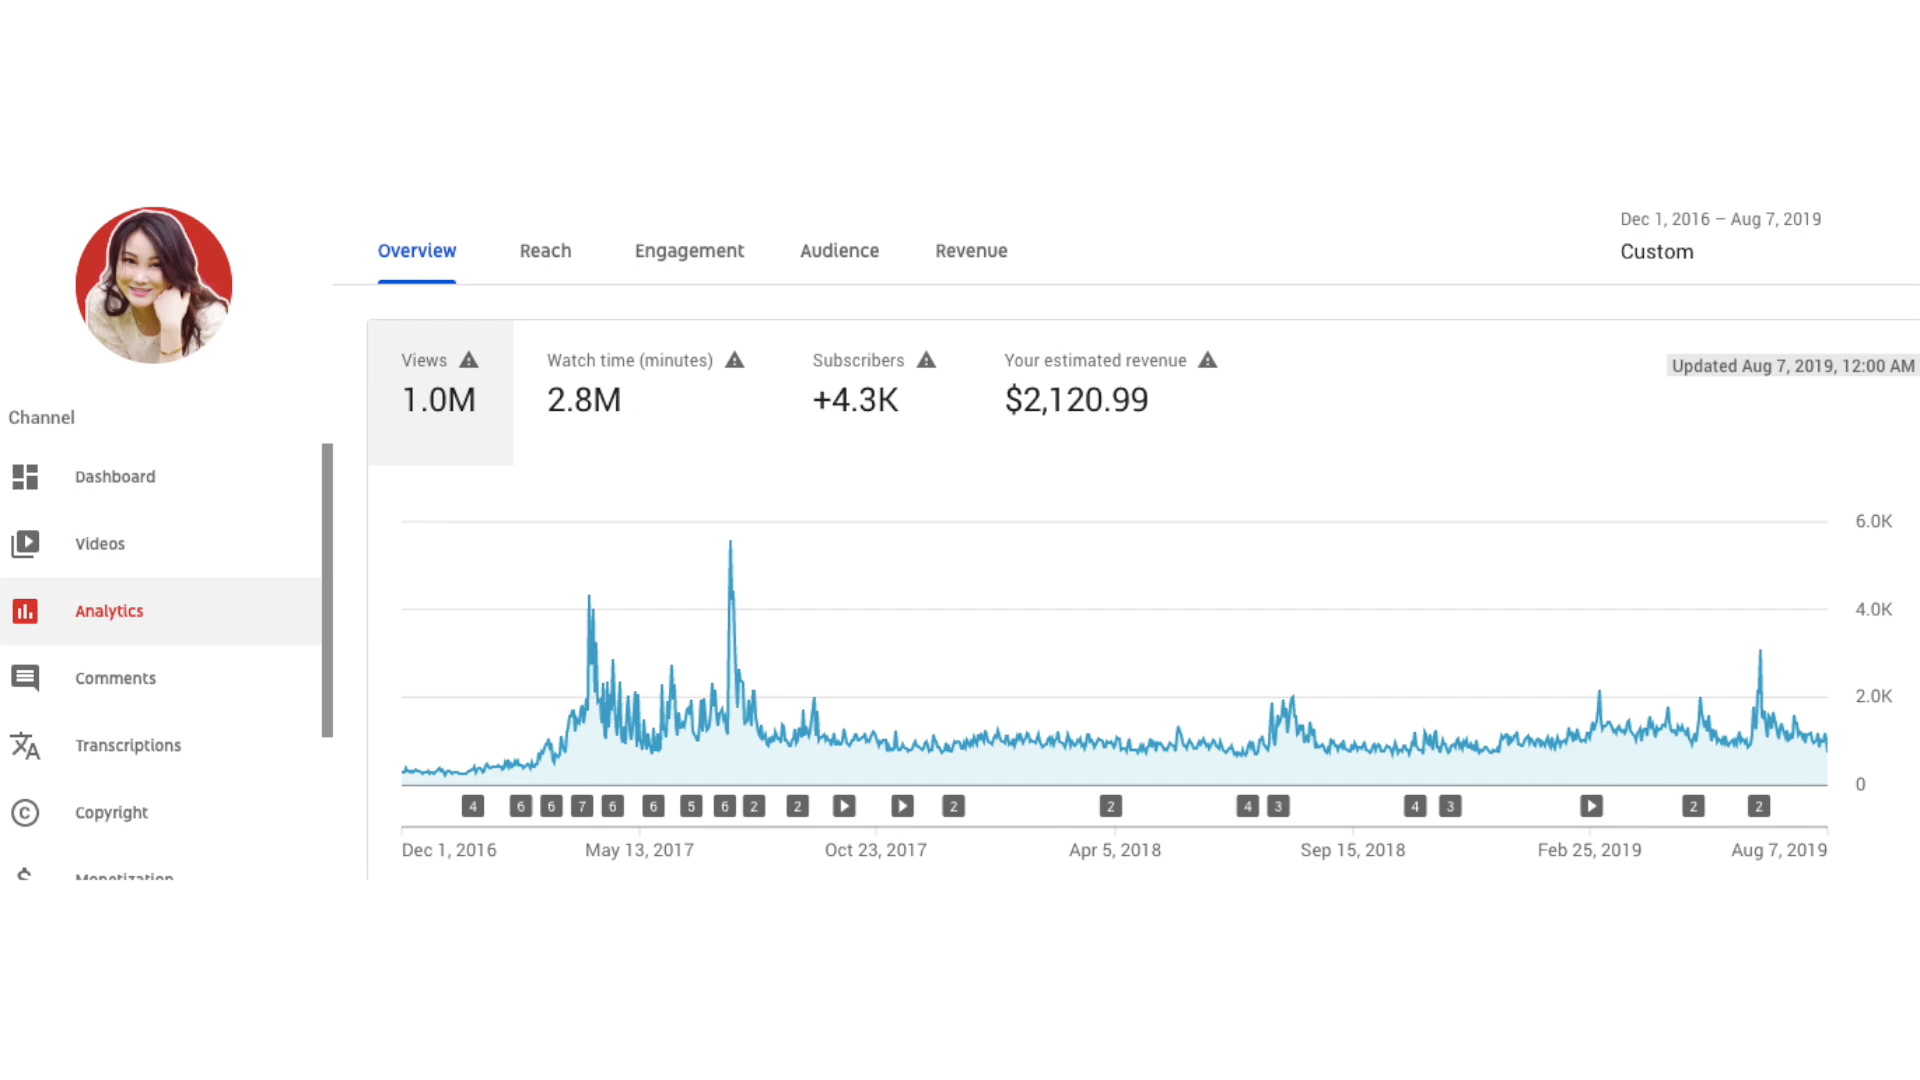 Dec 1, 2016 – Aug 7, 2019
Custom
Overview Reach Engagement Audience Revenue
Views Watch time (minutes) Subscribers Your estimated revenue
1.0M 2.8M +4.3K $2,120.99
Updated Aug 7, 2019, 12:00 AM
Channel
Dashboard
Videos
Analytics
Comments
Transcriptions
Copyright
Monetization
6.0K
4.0K
2.0K
0
4 6 6 7 6 6 5 6 2 2 2 2 4 3 4 3 2 2
Dec 1, 2016 May 13, 2017 Oct 23, 2017 Apr 5, 2018 Sep 15, 2018 Feb 25, 2019 Aug 7, 2019